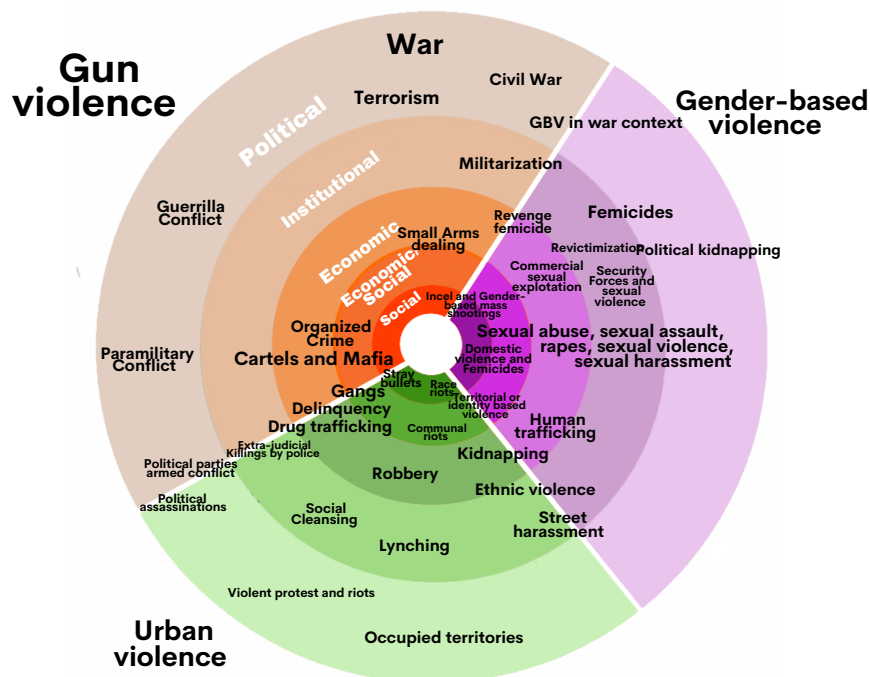 War
Civil War
Gun
violence
Terrorism
Gender-based
violence
GBV in war context
Political
Militarization
Institutional
Guerrilla
Conflict
Revenge
femicide
Femicides
Small Arms
dealing
Economic
Revictimization
Political kidnapping
Economic
Social
Commercial
sexual
explotation
Security
Forces and
sexual
violence
Social
Incel and Gender-
based mass
shootings
Organized
Crime
Sexual abuse, sexual assault,
rapes, sexual violence,
sexual harassment
Paramilitary
Conflict
Cartels and Mafia
Domestic
violence and
Femicides
Stray
bullets
Race
riots
Gangs
Delinquency
Territorial or
identity based
violence
Drug trafficking
Communal
riots
Human
trafficking
Extra-judicial
Killings by police
Kidnapping
Political parties
armed conflict
Robbery
Ethnic violence
Political
assassinations
Social
Cleansing
Street
harassment
Lynching
Violent protest and riots
Urban
violence
Occupied territories